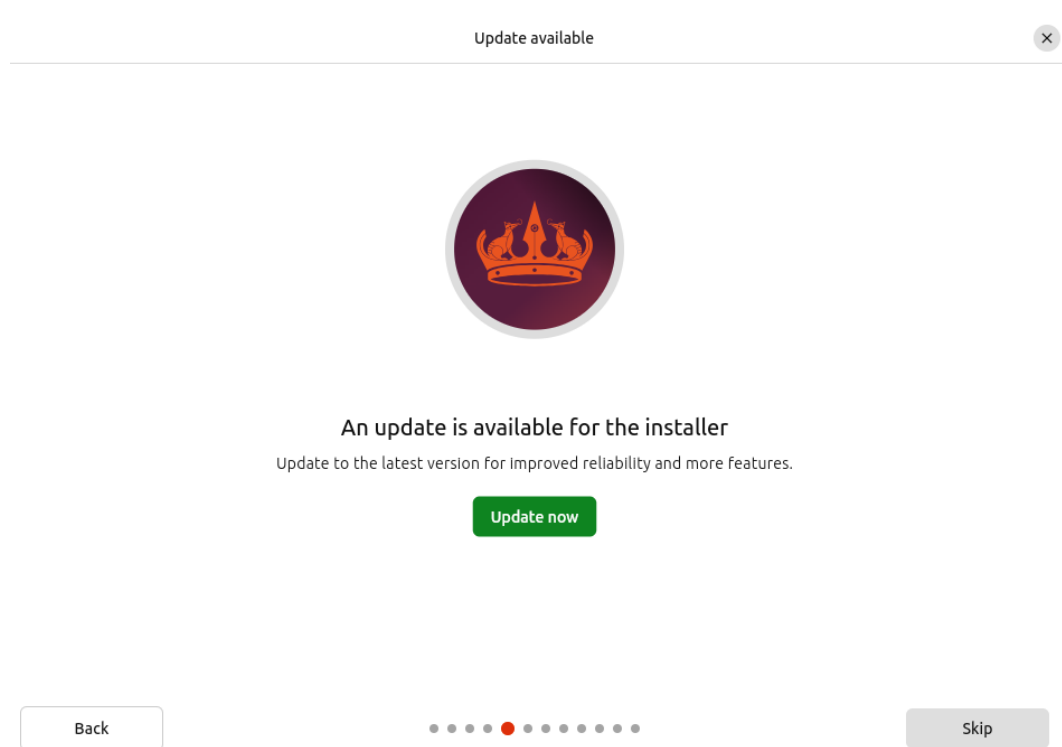 Update available
An update is available for the installer
Update to the latest version for improved reliability and more features.
Update now
Back
Skip